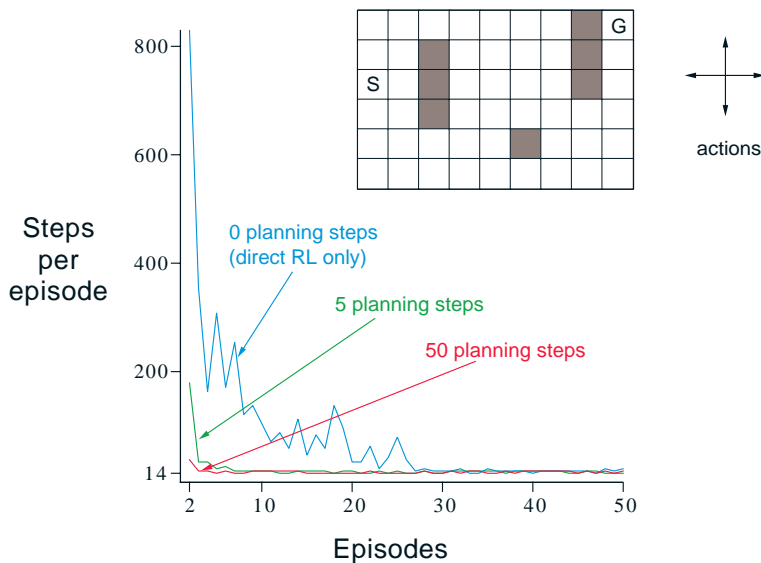 800
600
400
200
14
2
10
20
30
40
50
Steps
per
episode
Episodes
0 planning steps
(direct RL only)
5 planning steps
50 planning steps
G
S
actions